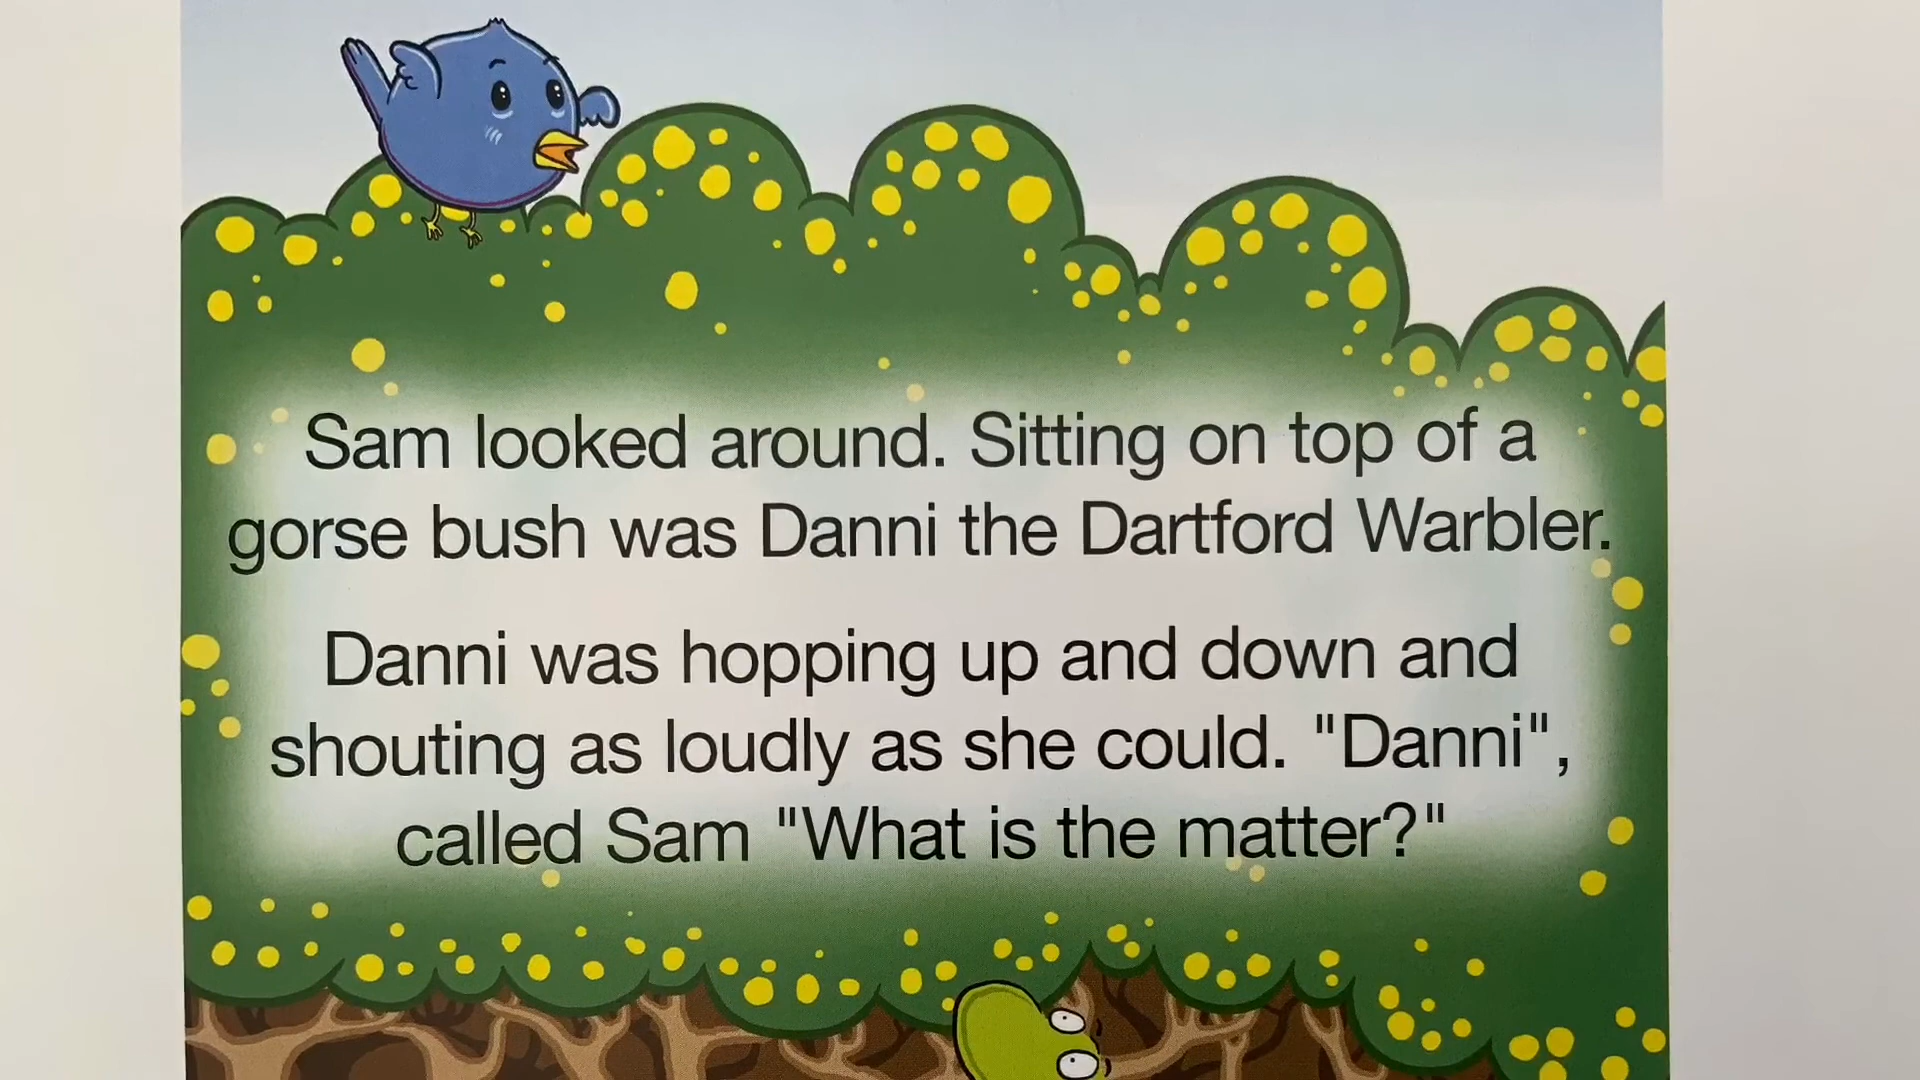 Sam looked around. Sitting on top of a
gorse bush was Danni the Dartford Warbler.
Danni was hopping up and down and
shouting as loudly as she could. "Danni",
called Sam "What is the matter?"